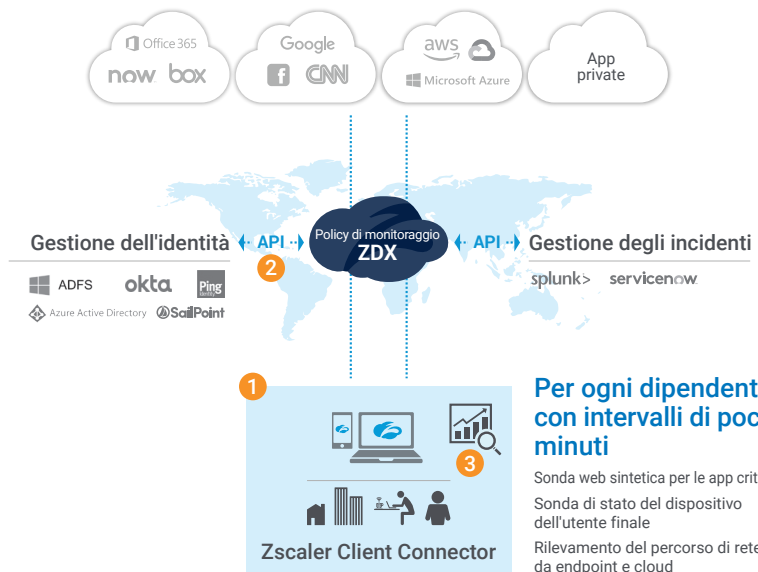 Office 365
now box
Google
f CNN
aws
Microsoft Azure
App
private
Policy di monitoraggio
ZDX
Gestione dell'identità
API
2
API
Gestione degli incidenti
ADFS
okta
Ping
Identity
Azure Active Directory
SailPoint
splunk>
servicenow
1
3
Zscaler Client Connector
Per ogni dipendent
con intervalli di poc
minuti
Sonda web sintetica per le app crit
Sonda di stato del dispositivo
dell'utente finale
Rilevamento del percorso di rete
da endpoint e cloud